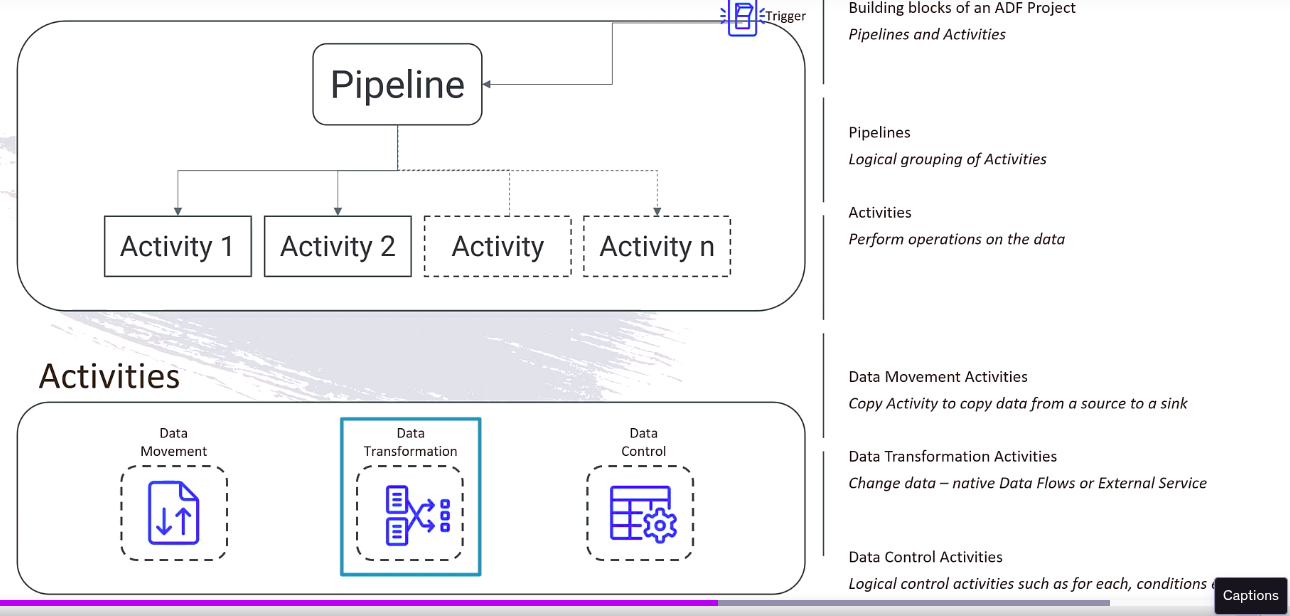 Trigger
Pipeline
Activity 1
Activity 2
Activity
Activity n
Activities
Data
Movement
Data
Transformation
Data
Control
Building blocks of an ADF Project
Pipelines and Activities
Pipelines
Logical grouping of Activities
Activities
Perform operations on the data
Data Movement Activities
Copy Activity to copy data from a source to a sink
Data Transformation Activities
Change data – native Data Flows or External Service
Data Control Activities
Logical control activities such as for each, conditions
Captions